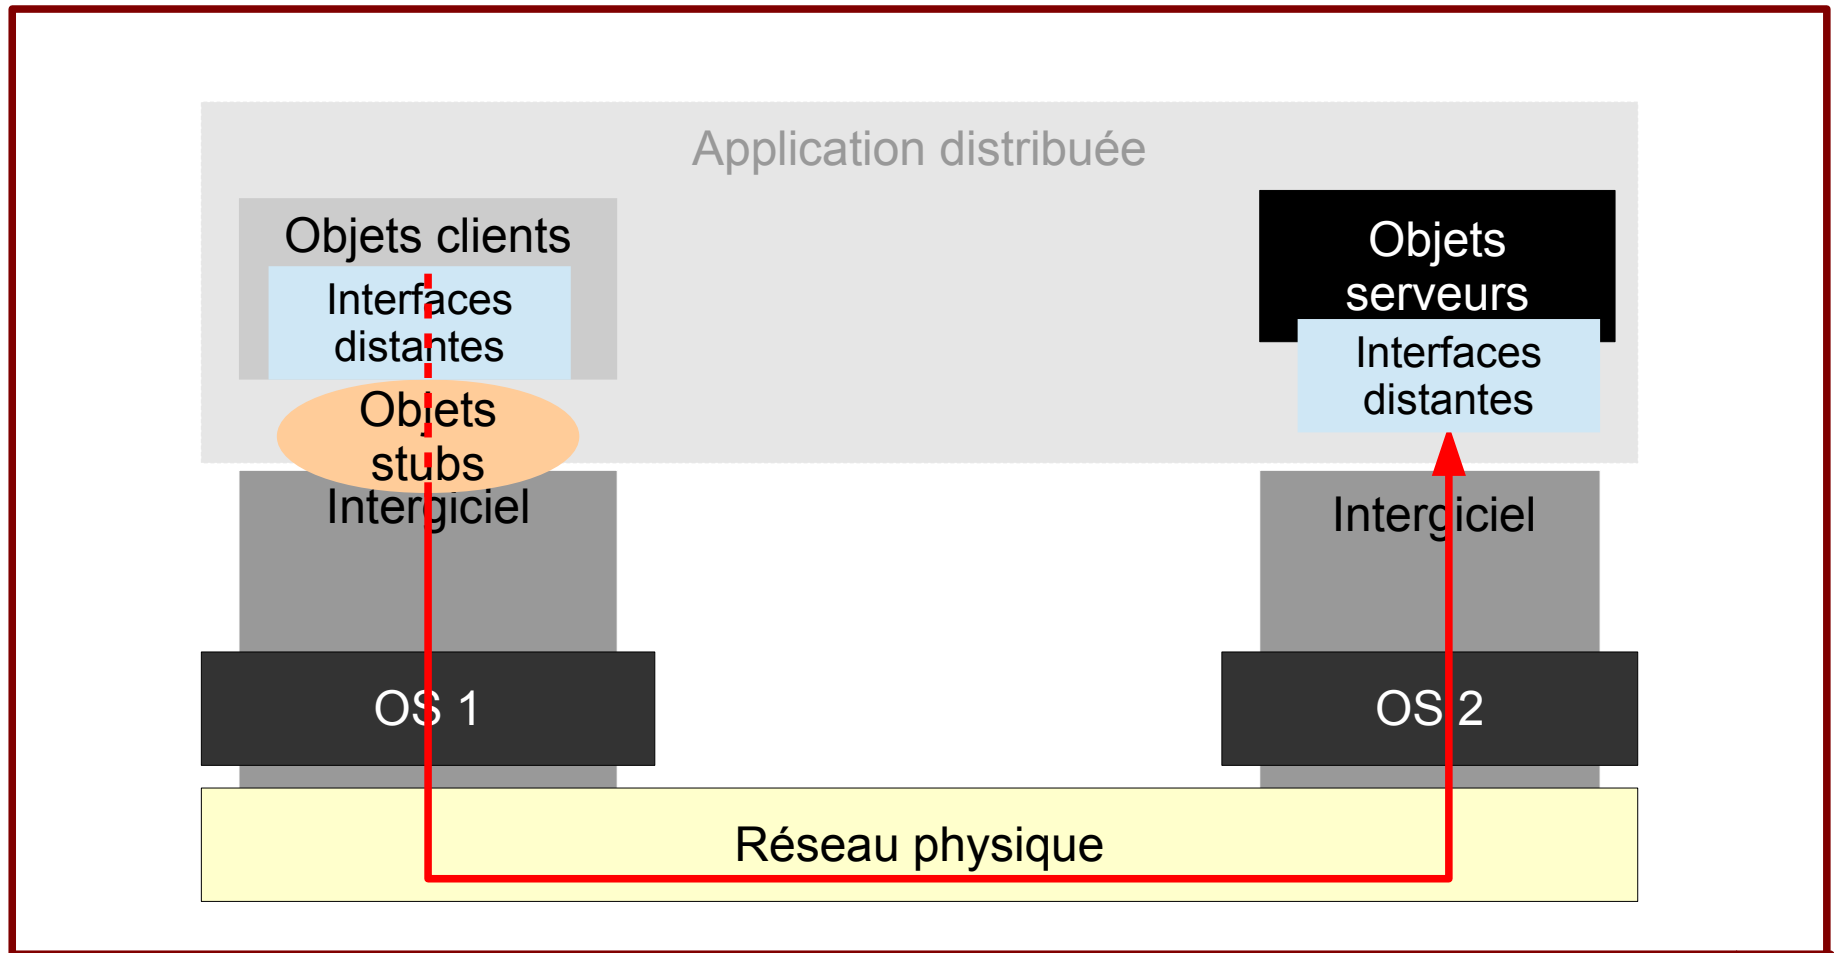 Application distribuée
Objets clients
Interfaces
distantes
Objets
stubs
Intergiciel
OS 1
Objets
serveurs
Interfaces
distantes
Intergiciel
OS 2
Réseau physique